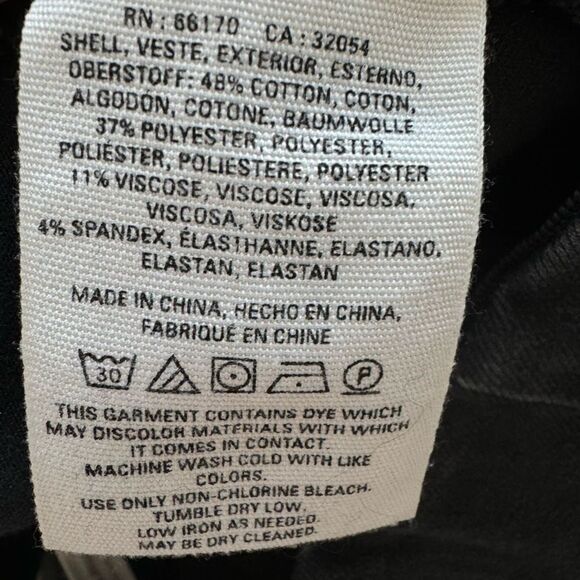 RN : 66170 CA : 32054
SHELL, VESTE, EXTERIOR, ESTERNO,
OBERSTOFF: 48% COTTON, COTON,
ALGODÓN, COTONE, BAUMWOLLE
37% POLYESTER, POLYESTER,
POLIÉSTER, POLIESTERE, POLYESTER
11% VISCOSE, VISCOSE, VISCOSA,
VISCOSA, VISKOSE
4% SPANDEX, ÉLASTHANNE, ELASTANO,
ELASTAN, ELASTAN
MADE IN CHINA, HECHO EN CHINA,
FABRIQUÉ EN CHINE
30 P
THIS GARMENT CONTAINS DYE WHICH
MAY DISCOLOR MATERIALS WITH WHICH
IT COMES IN CONTACT.
MACHINE WASH COLD WITH LIKE
COLORS.
USE ONLY NON-CHLORINE BLEACH.
TUMBLE DRY LOW.
LOW IRON AS NEEDED.
MAY BE DRY CLEANED.